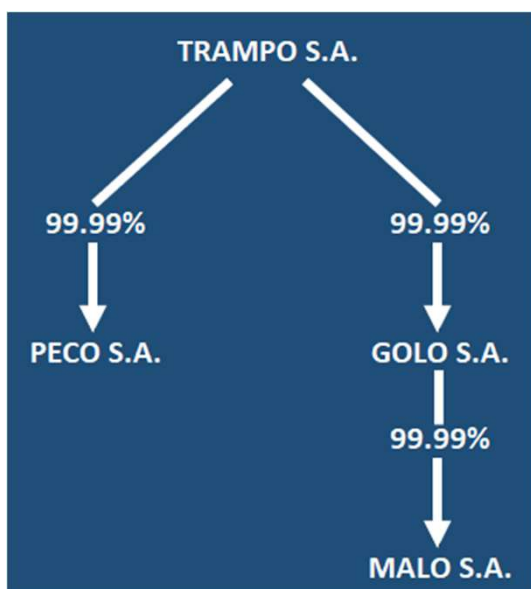 TRAMPO S.A.
99.99% 99.99%
PECO S.A. GOLO S.A.
99.99%
MALO S.A.